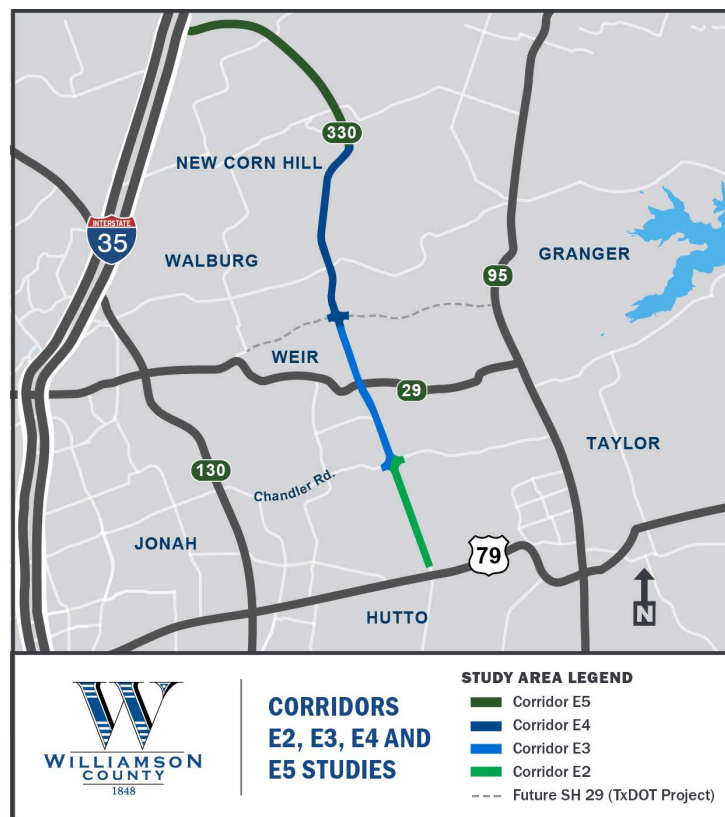 330
NEW CORN HILL
INTERSTATE
35
WALBURG
GRANGER
95
WEIR
29
TAYLOR
130
Chandler Rd.
JONAH
79
HUTTO
N
W
WILLIAMSON
COUNTY
1848
CORRIDORS
E2, E3, E4 AND
E5 STUDIES
STUDY AREA LEGEND
Corridor E5
Corridor E4
Corridor E3
Corridor E2
Future SH 29 (TxDOT Project)